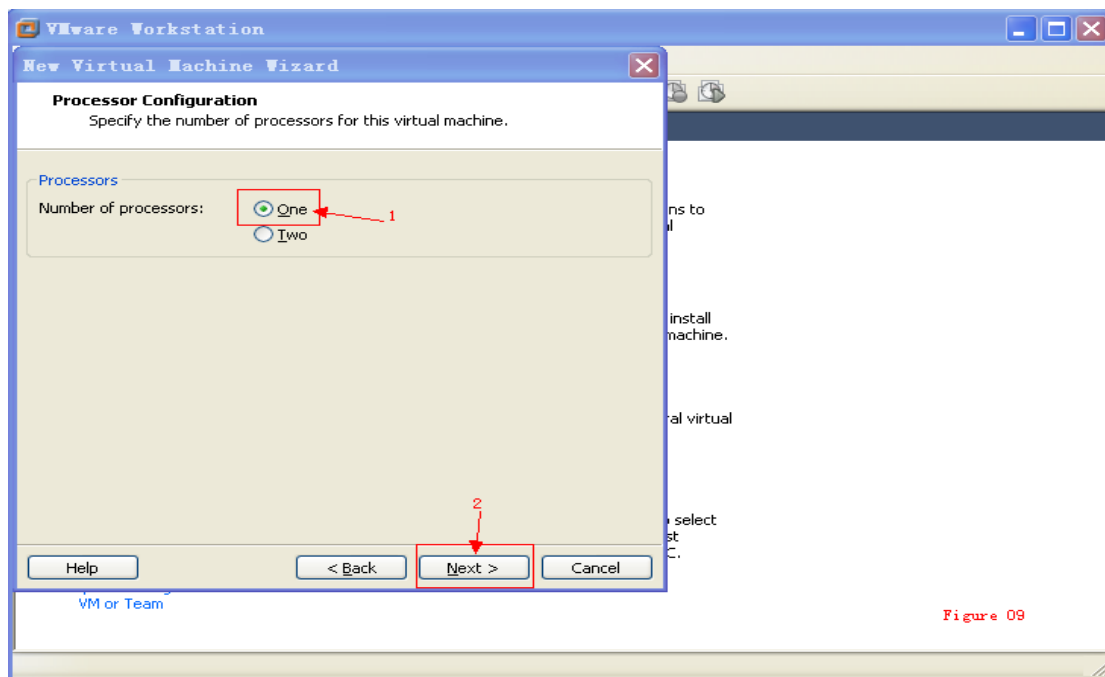 VMware Workstation
New Virtual Machine Wizard
Processor Configuration
Specify the number of processors for this virtual machine.
Processors
Number of processors:
One
1
Two
ns to
install
machine.
al virtual
select
st
C.
2
Help
< Back
Next >
Cancel
VM or Team
Figure 09